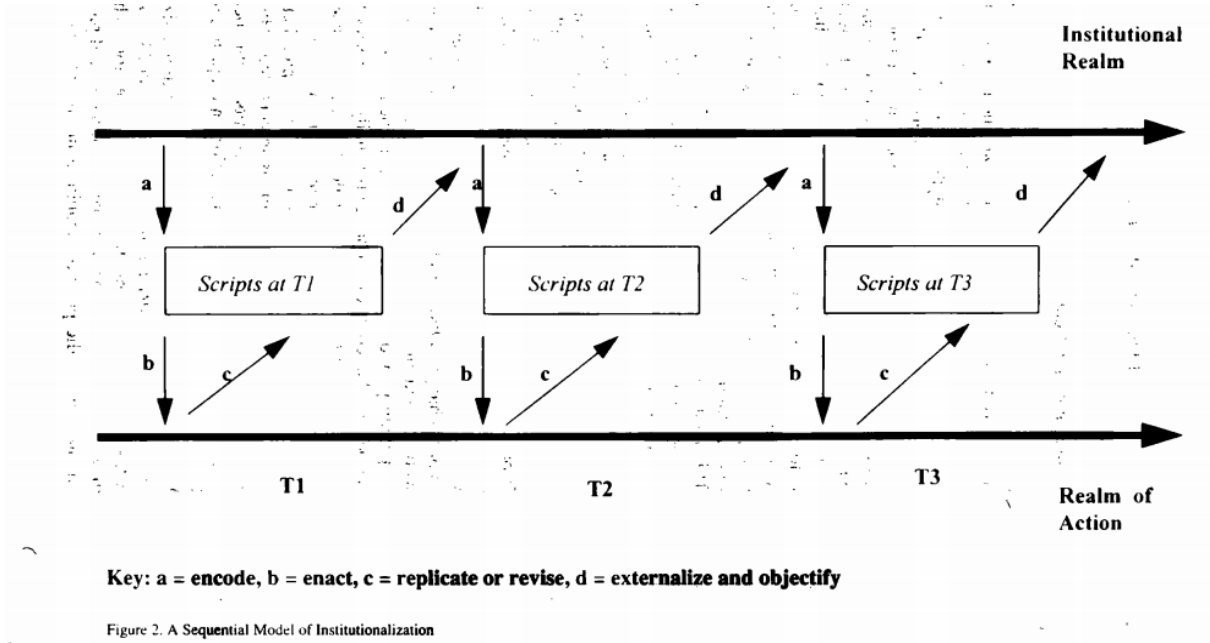 Institutional
Realm
a
d
a
d
a
d
Scripts at T1
Scripts at T2
Scripts at T3
b
c
b
c
b
c
T1
T2
T3
Realm of
Action
Key: a = encode, b = enact, c = replicate or revise, d = externalize and objectify
Figure 2. A Sequential Model of Institutionalization